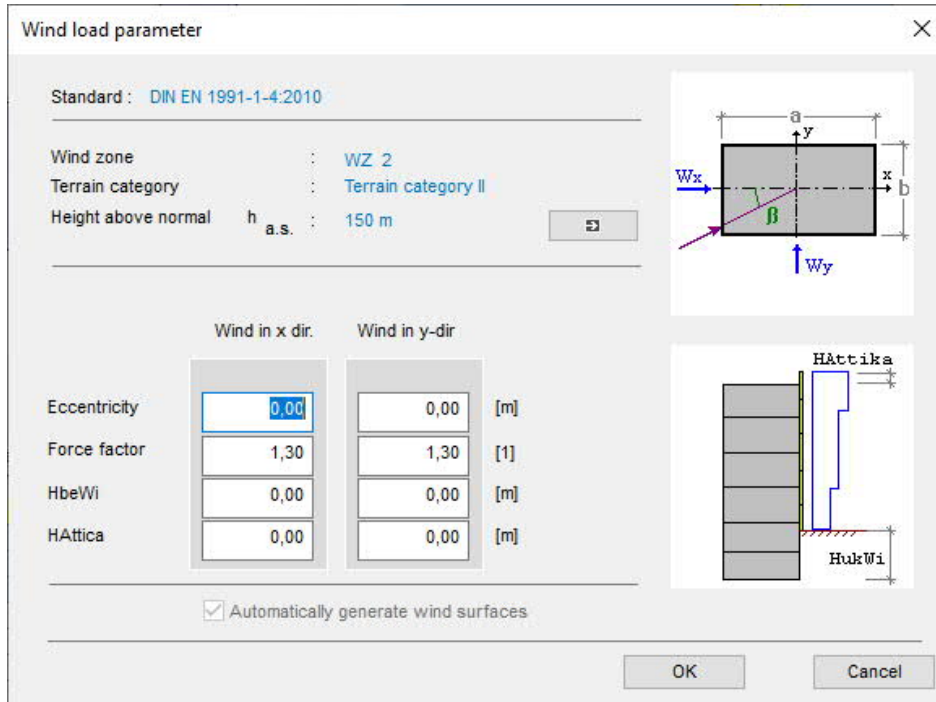 Wind load parameter
Standard : DIN EN 1991-1-4:2010
Wind zone : WZ 2
Terrain category : Terrain category II
Height above normal h a.s. : 150 m
Wind in x dir. Wind in y-dir
Eccentricity 0,00 0,00 [m]
Force factor 1,30 1,30 [1]
HbeWi 0,00 0,00 [m]
HAttica 0,00 0,00 [m]
Automatically generate wind surfaces
OK Cancel
a
y
Wx x b
β
Wy
HAttika
HukWi